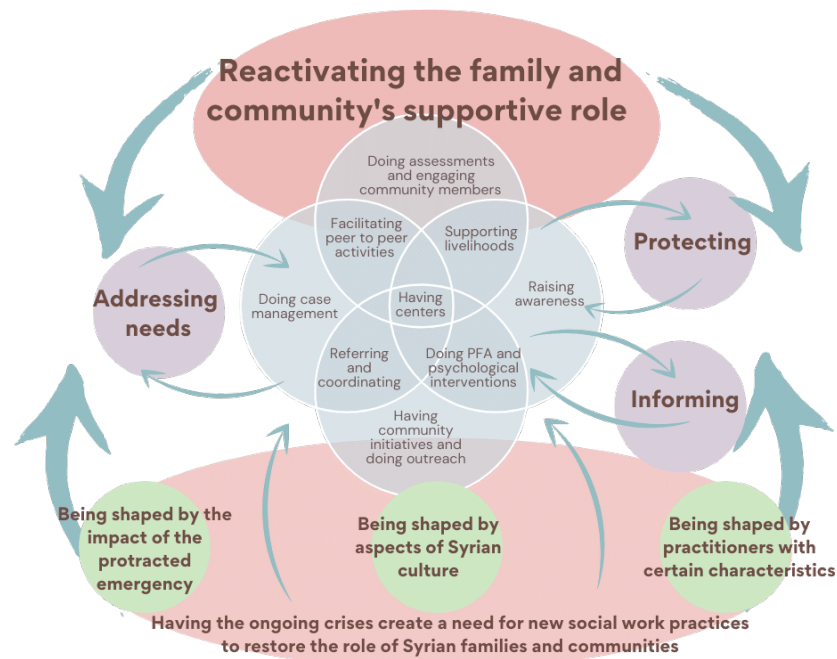 Reactivating the family and
community's supportive role
Doing assessments
and engaging
community members
Facilitating
peer to peer
activities
Supporting
livelihoods
Protecting
Addressing
needs
Doing case
management
Having
centers
Raising
awareness
Referring
and
coordinating
Doing PFA and
psychological
interventions
Informing
Having
community
initiatives and
doing outreach
Being shaped by the
impact of the
protracted
emergency
Being shaped by
aspects of Syrian
culture
Being shaped by
practitioners with
certain characteristics
Having the ongoing crises create a need for new social work practices
to restore the role of Syrian families and communities